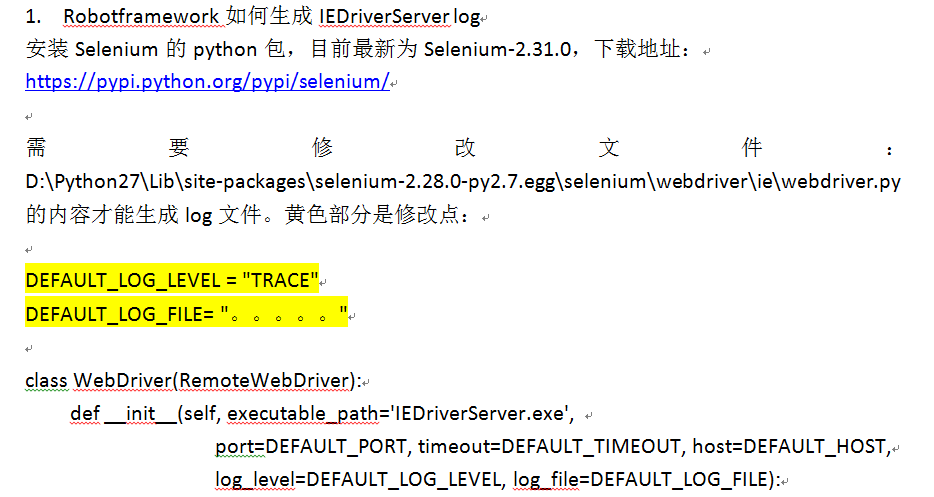 1. Robotframework 如何生成 IEDriverServer log
安装 Selenium 的 python 包，目前最新为 Selenium-2.31.0，下载地址：
https://pypi.python.org/pypi/selenium/
需要修改文件：
D:\Python27\Lib\site-packages\selenium-2.28.0-py2.7.egg\selenium\webdriver\ie\webdriver.py
的内容才能生成 log 文件。黄色部分是修改点：
DEFAULT_LOG_LEVEL = "TRACE"
DEFAULT_LOG_FILE= "。。。。。"
class WebDriver(RemoteWebDriver):
def __init__(self, executable_path='IEDriverServer.exe',
port=DEFAULT_PORT, timeout=DEFAULT_TIMEOUT, host=DEFAULT_HOST,
log_level=DEFAULT_LOG_LEVEL, log_file=DEFAULT_LOG_FILE):